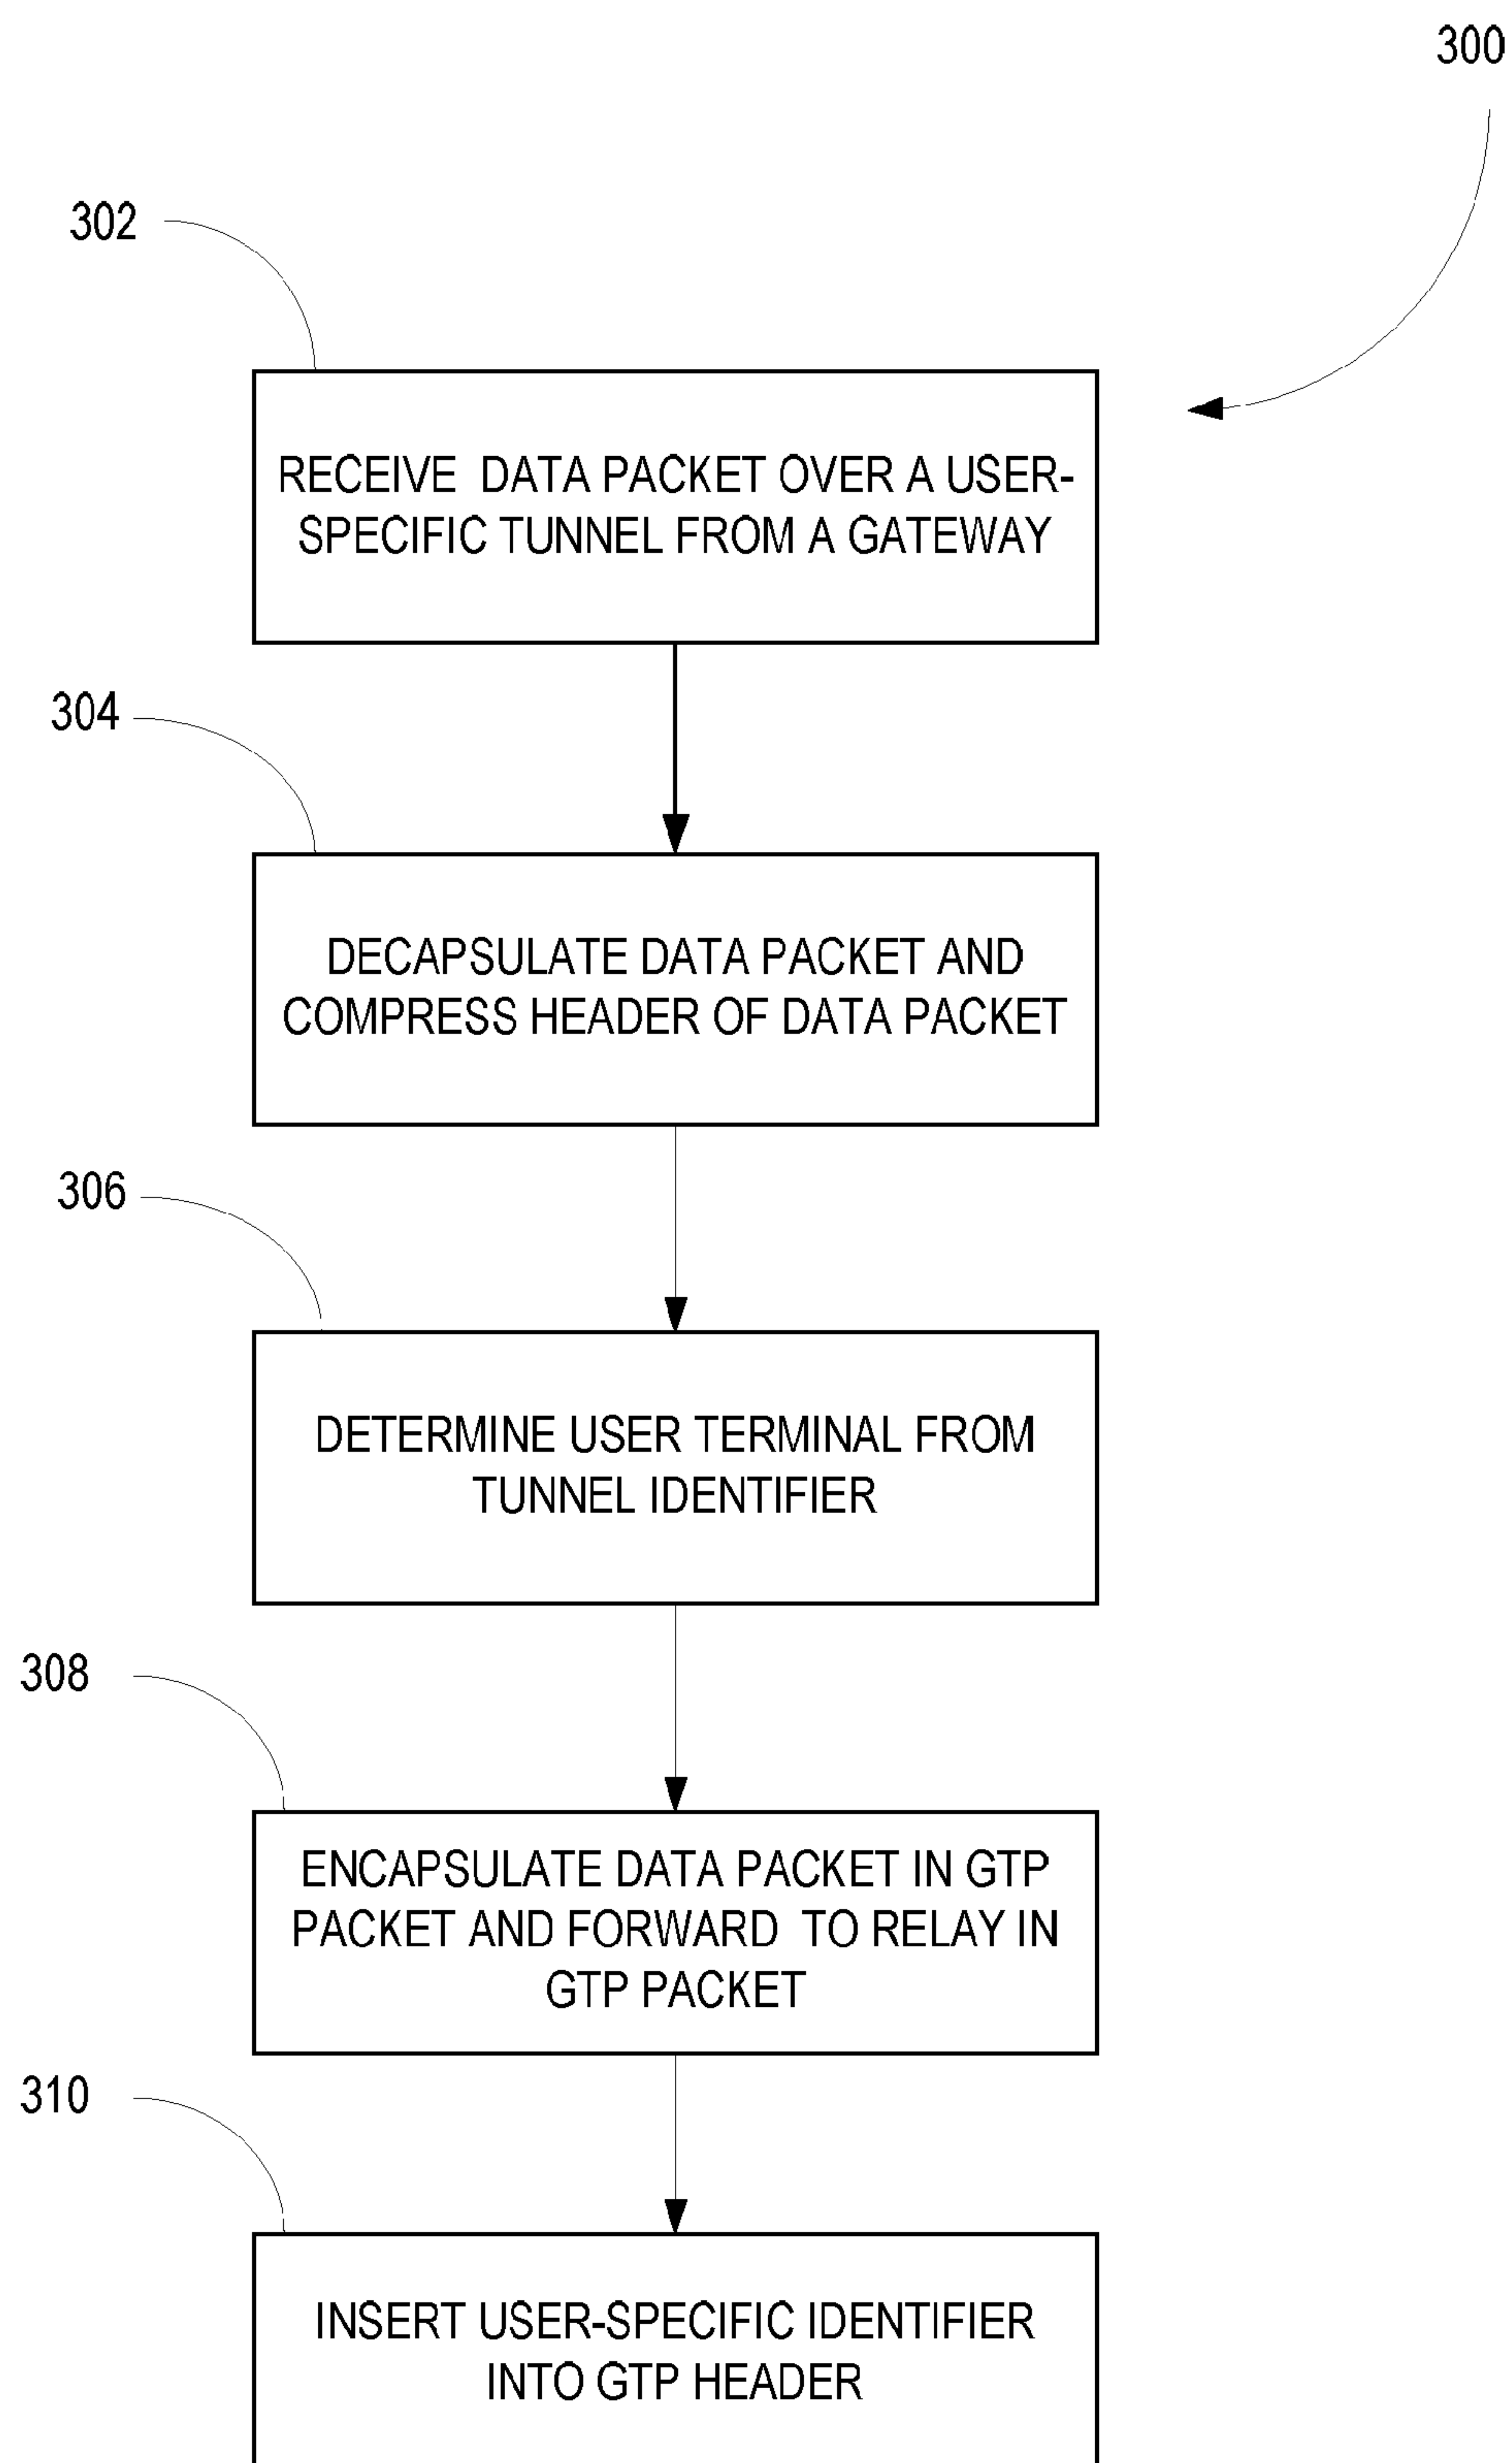 300
302
RECEIVE DATA PACKET OVER A USER-
SPECIFIC TUNNEL FROM A GATEWAY
304
DECAPSULATE DATA PACKET AND
COMPRESS HEADER OF DATA PACKET
306
DETERMINE USER TERMINAL FROM
TUNNEL IDENTIFIER
308
ENCAPSULATE DATA PACKET IN GTP
PACKET AND FORWARD TO RELAY IN
GTP PACKET
310
INSERT USER-SPECIFIC IDENTIFIER
INTO GTP HEADER